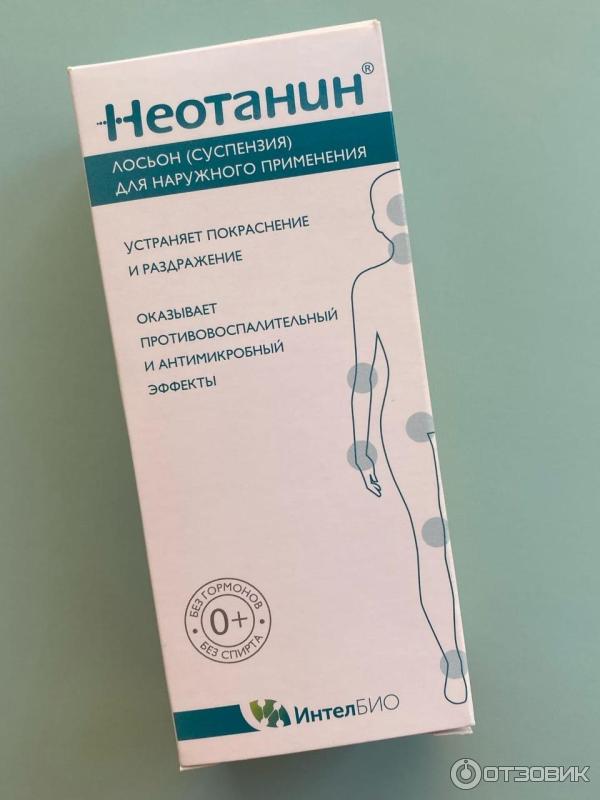 Неотанин®
ЛОСЬОН (СУСПЕНЗИЯ)
ДЛЯ НАРУЖНОГО ПРИМЕНЕНИЯ
УСТРАНЯЕТ ПОКРАСНЕНИЕ
И РАЗДРАЖЕНИЕ
ОКАЗЫВАЕТ
ПРОТИВОВОСПАЛИТЕЛЬНЫЙ
И АНТИМИКРОБНЫЙ
ЭФФЕКТЫ
БЕЗ ГОРМОНОВ
0+
БЕЗ СПИРТА
ИнтелБИО
ОТЗОВИК